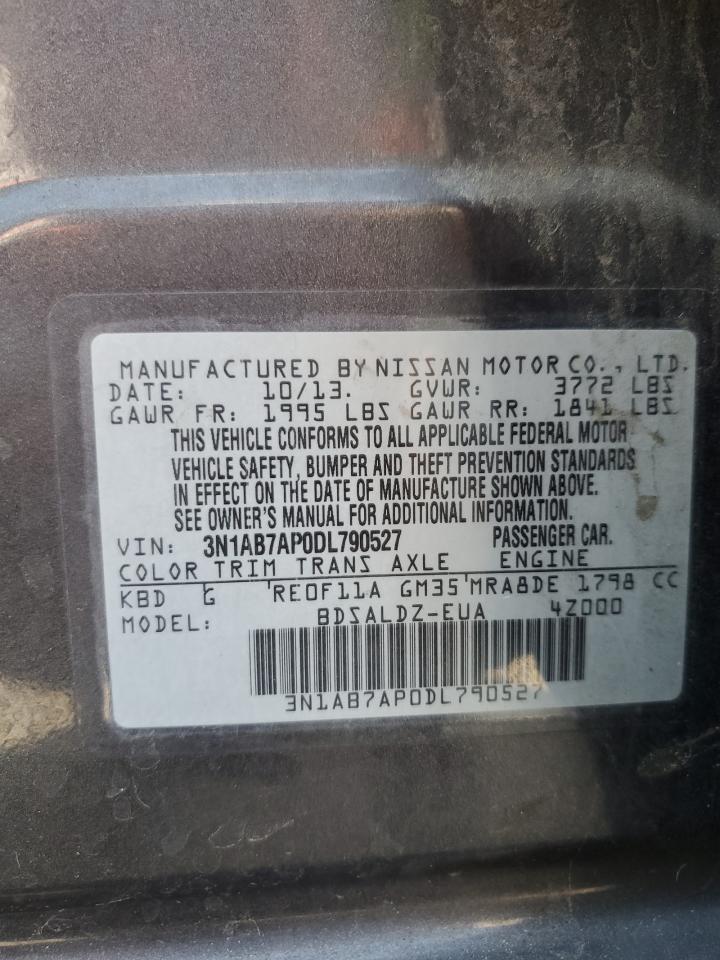 MANUFACTURED BY NISSAN MOTOR CO., LTD.
DATE: 10/13. GVWR: 3772 LBS
GAWR FR: 1995 LBS GAWR RR: 1841 LBS
THIS VEHICLE CONFORMS TO ALL APPLICABLE FEDERAL MOTOR
VEHICLE SAFETY, BUMPER AND THEFT PREVENTION STANDARDS
IN EFFECT ON THE DATE OF MANUFACTURE SHOWN ABOVE.
SEE OWNER'S MANUAL FOR ADDITIONAL INFORMATION.
VIN: 3N1AB7AP0DL790527 PASSENGER CAR.
COLOR TRIM TRANS AXLE ENGINE
KBD G RE0F11A GM35 MRA8DE 1798 CC
MODEL: BDSALDZ-EUA 4Z000
3N1AB7AP0DL790527